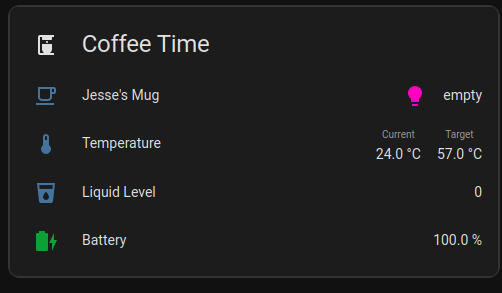 Coffee Time
Jesse's Mug empty
Current Target
Temperature 24.0 °C 57.0 °C
Liquid Level 0
Battery 100.0 %